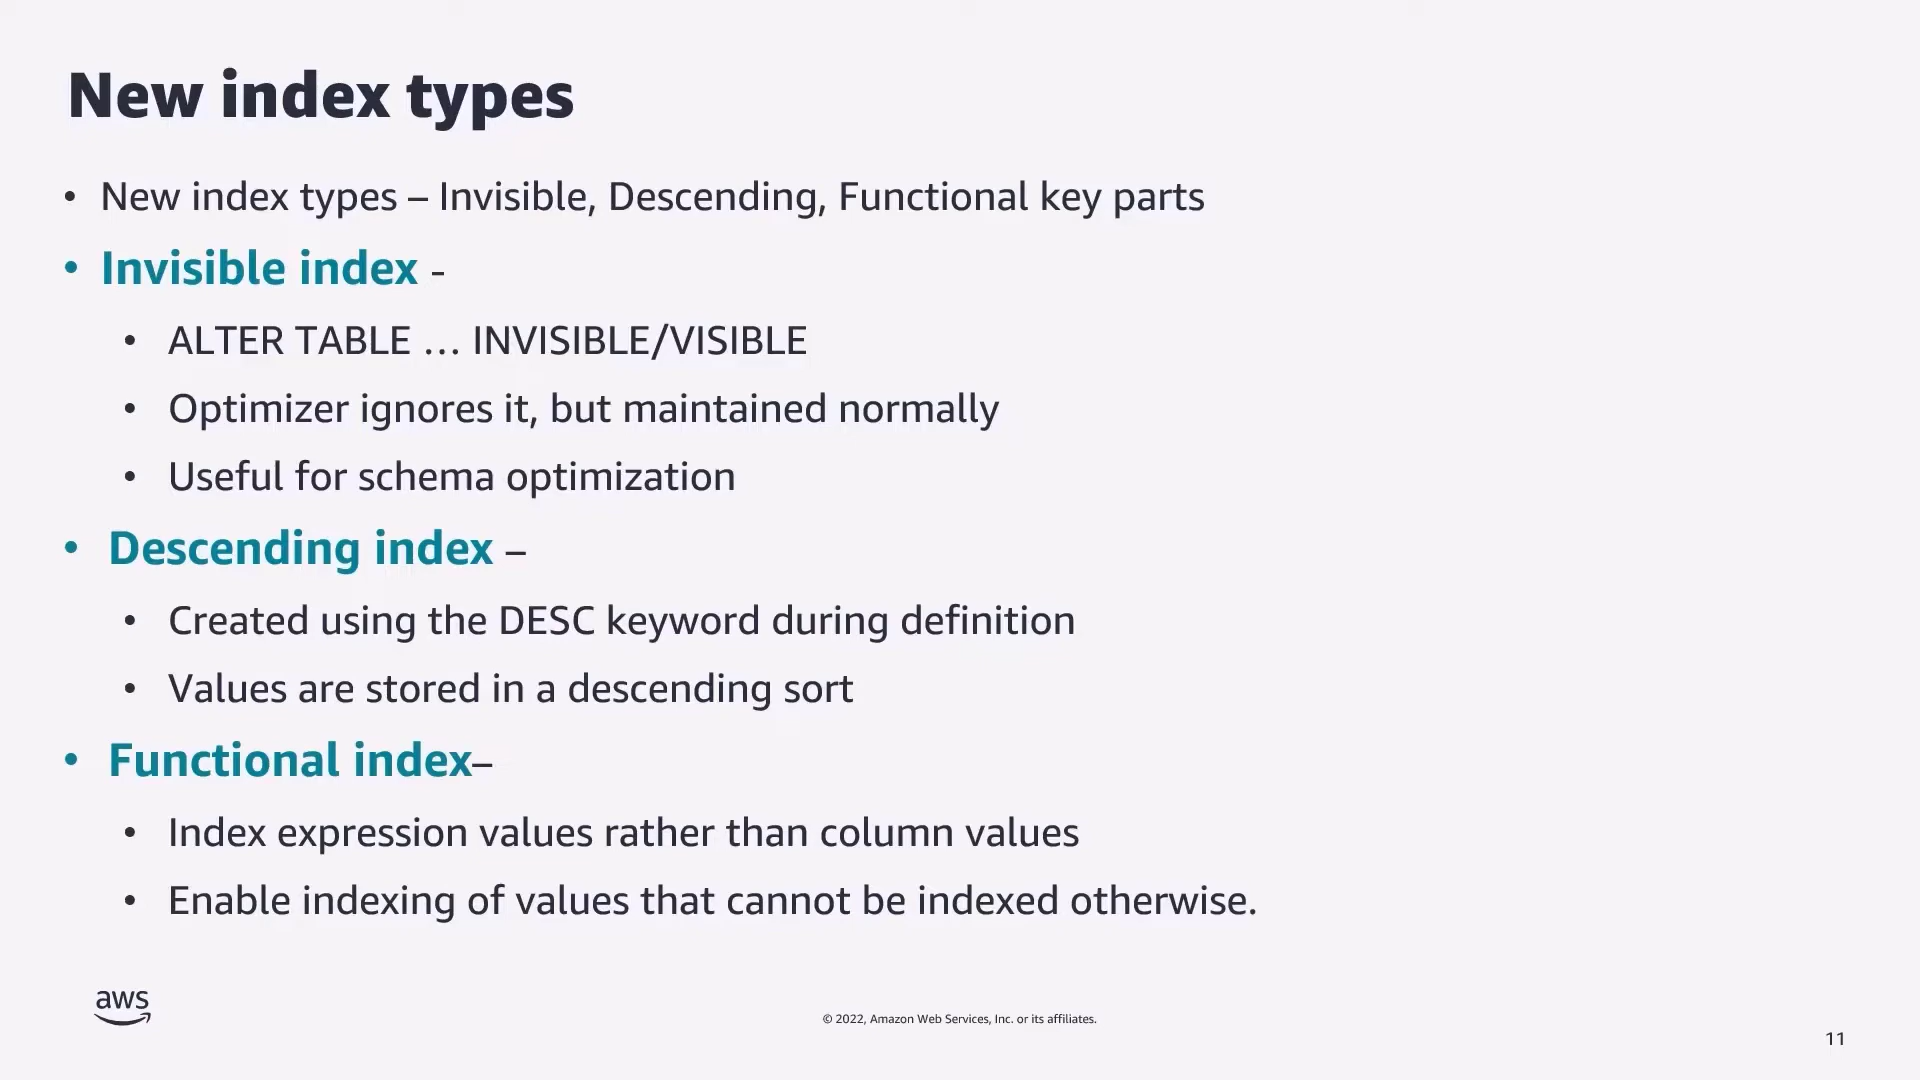 New index types
• New index types – Invisible, Descending, Functional key parts
• Invisible index -
• ALTER TABLE … INVISIBLE/VISIBLE
• Optimizer ignores it, but maintained normally
• Useful for schema optimization
• Descending index –
• Created using the DESC keyword during definition
• Values are stored in a descending sort
• Functional index–
• Index expression values rather than column values
• Enable indexing of values that cannot be indexed otherwise.
aws
© 2022, Amazon Web Services, Inc. or its affiliates.
11